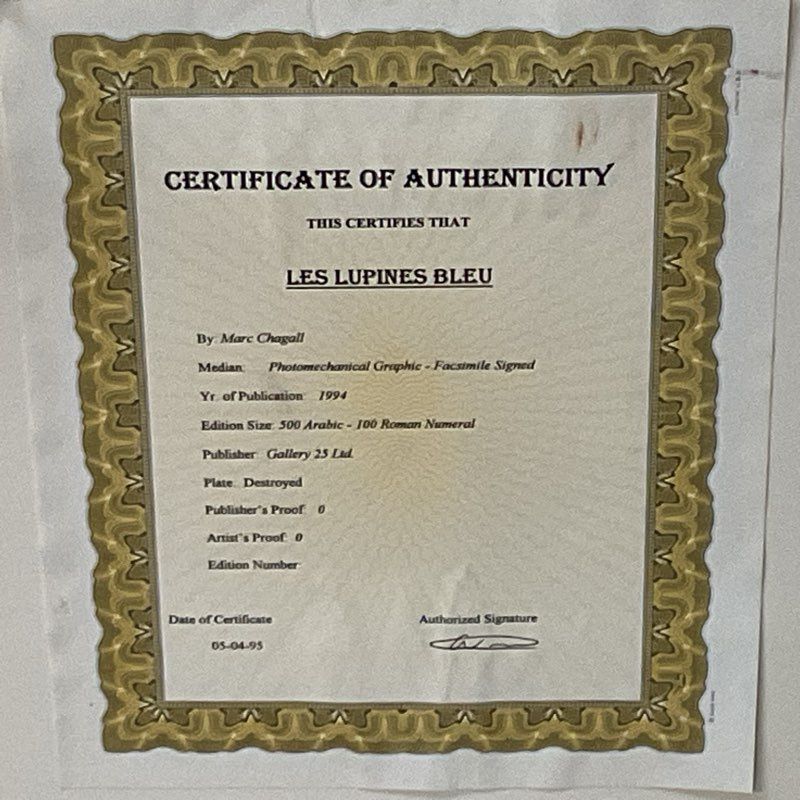 CERTIFICATE OF AUTHENTICITY
THIS CERTIFIES THAT
LES LUPINES BLEU
By: Marc Chagall
Median: Photomechanical Graphic - Facsimile Signed
Yr. of Publication: 1994
Edition Size: 500 Arabic - 100 Roman Numeral
Publisher: Gallery 25 Ltd.
Plate: Destroyed
Publisher's Proof: 0
Artist's Proof: 0
Edition Number:
Date of Certificate
Authorized Signature
05-04-95